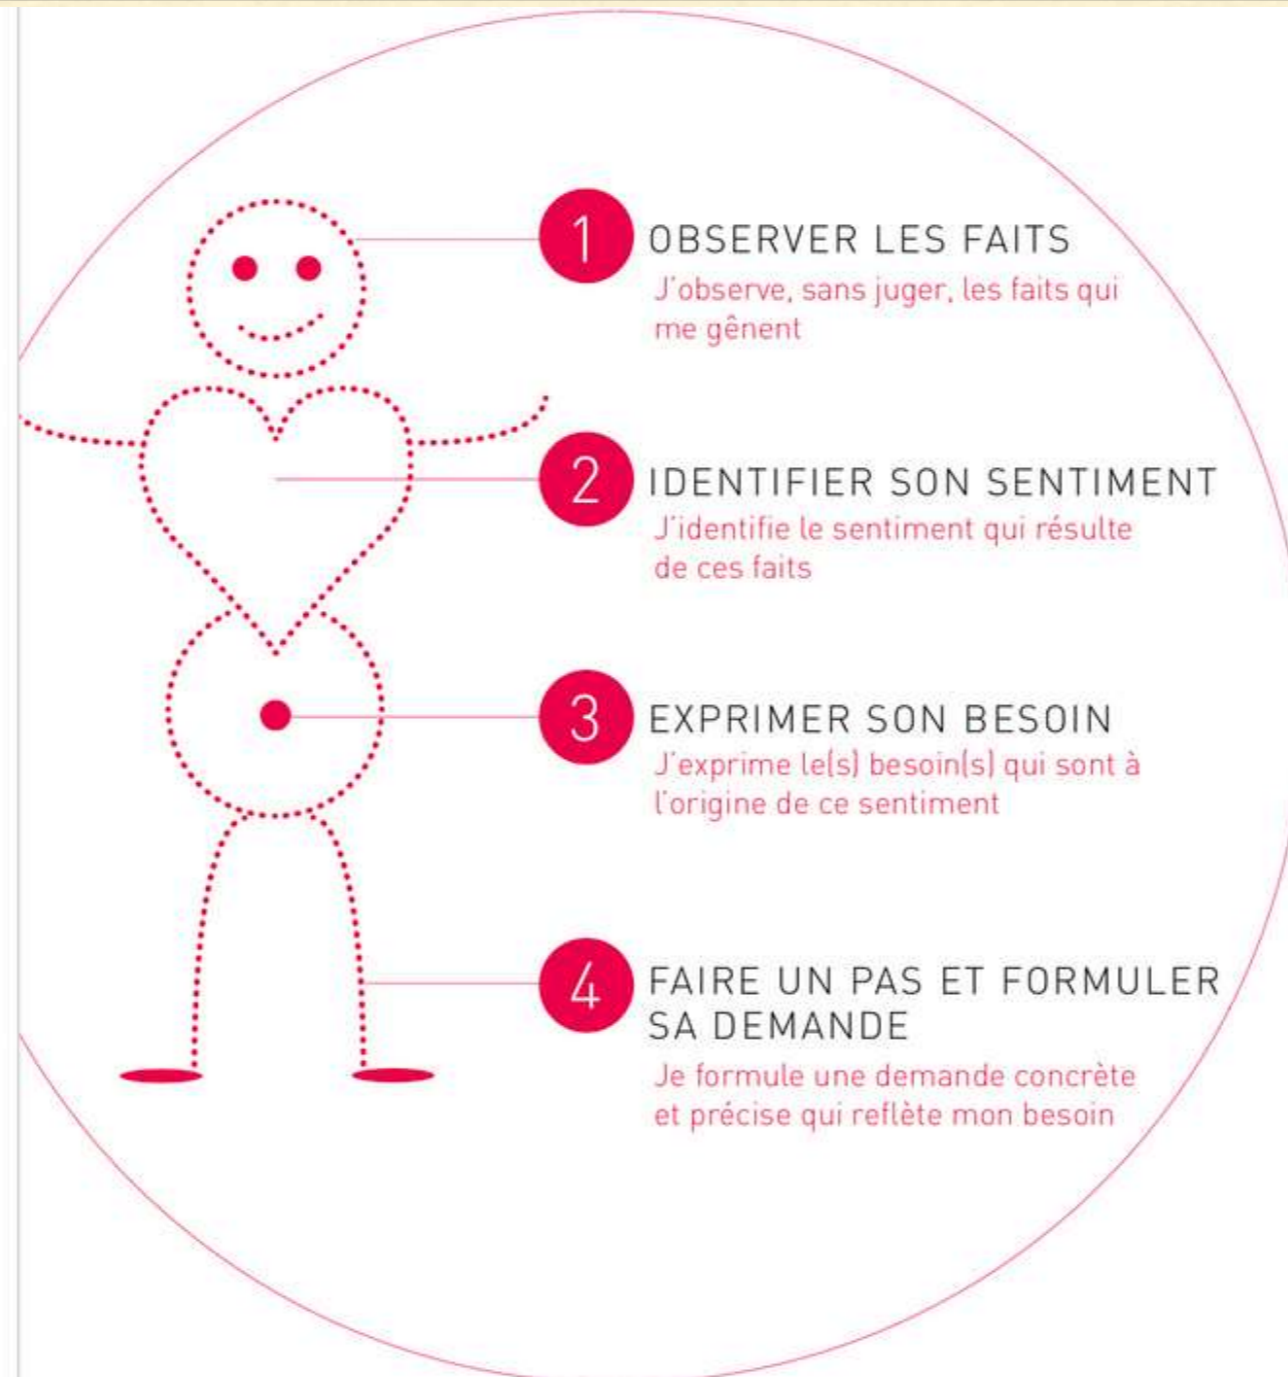 1 OBSERVER LES FAITS
J'observe, sans juger, les faits qui
me gênent
2 IDENTIFIER SON SENTIMENT
J'identifie le sentiment qui résulte
de ces faits
3 EXPRIMER SON BESOIN
J'exprime le(s) besoin(s) qui sont à
l'origine de ce sentiment
4 FAIRE UN PAS ET FORMULER
SA DEMANDE
Je formule une demande concrète
et précise qui reflète mon besoin